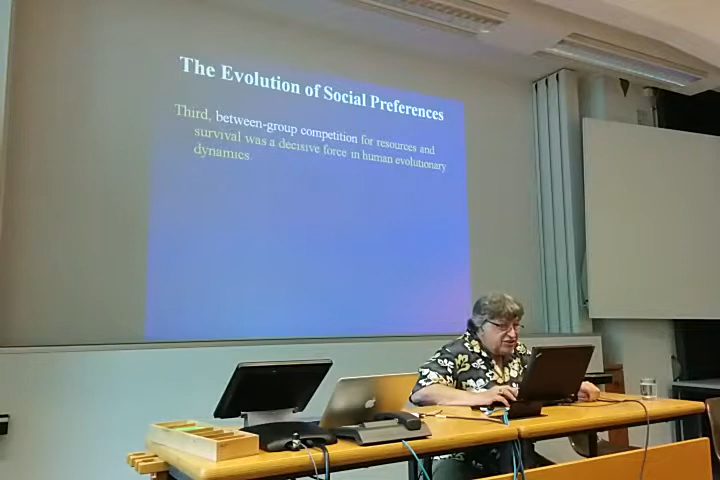 The Evolution of Social Preferences
Third, between-group competition for resources and
survival was a decisive force in human evolutionary
dynamics.